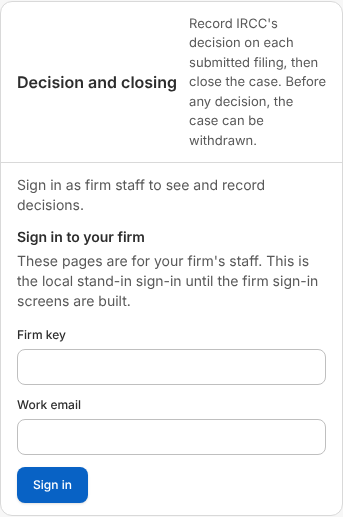 Decision and closing
Record IRCC's
decision on each
submitted filing, then
close the case. Before
any decision, the
case can be
withdrawn.
Sign in as firm staff to see and record
decisions.
Sign in to your firm
These pages are for your firm's staff. This is
the local stand-in sign-in until the firm sign-in
screens are built.
Firm key
Work email
Sign in